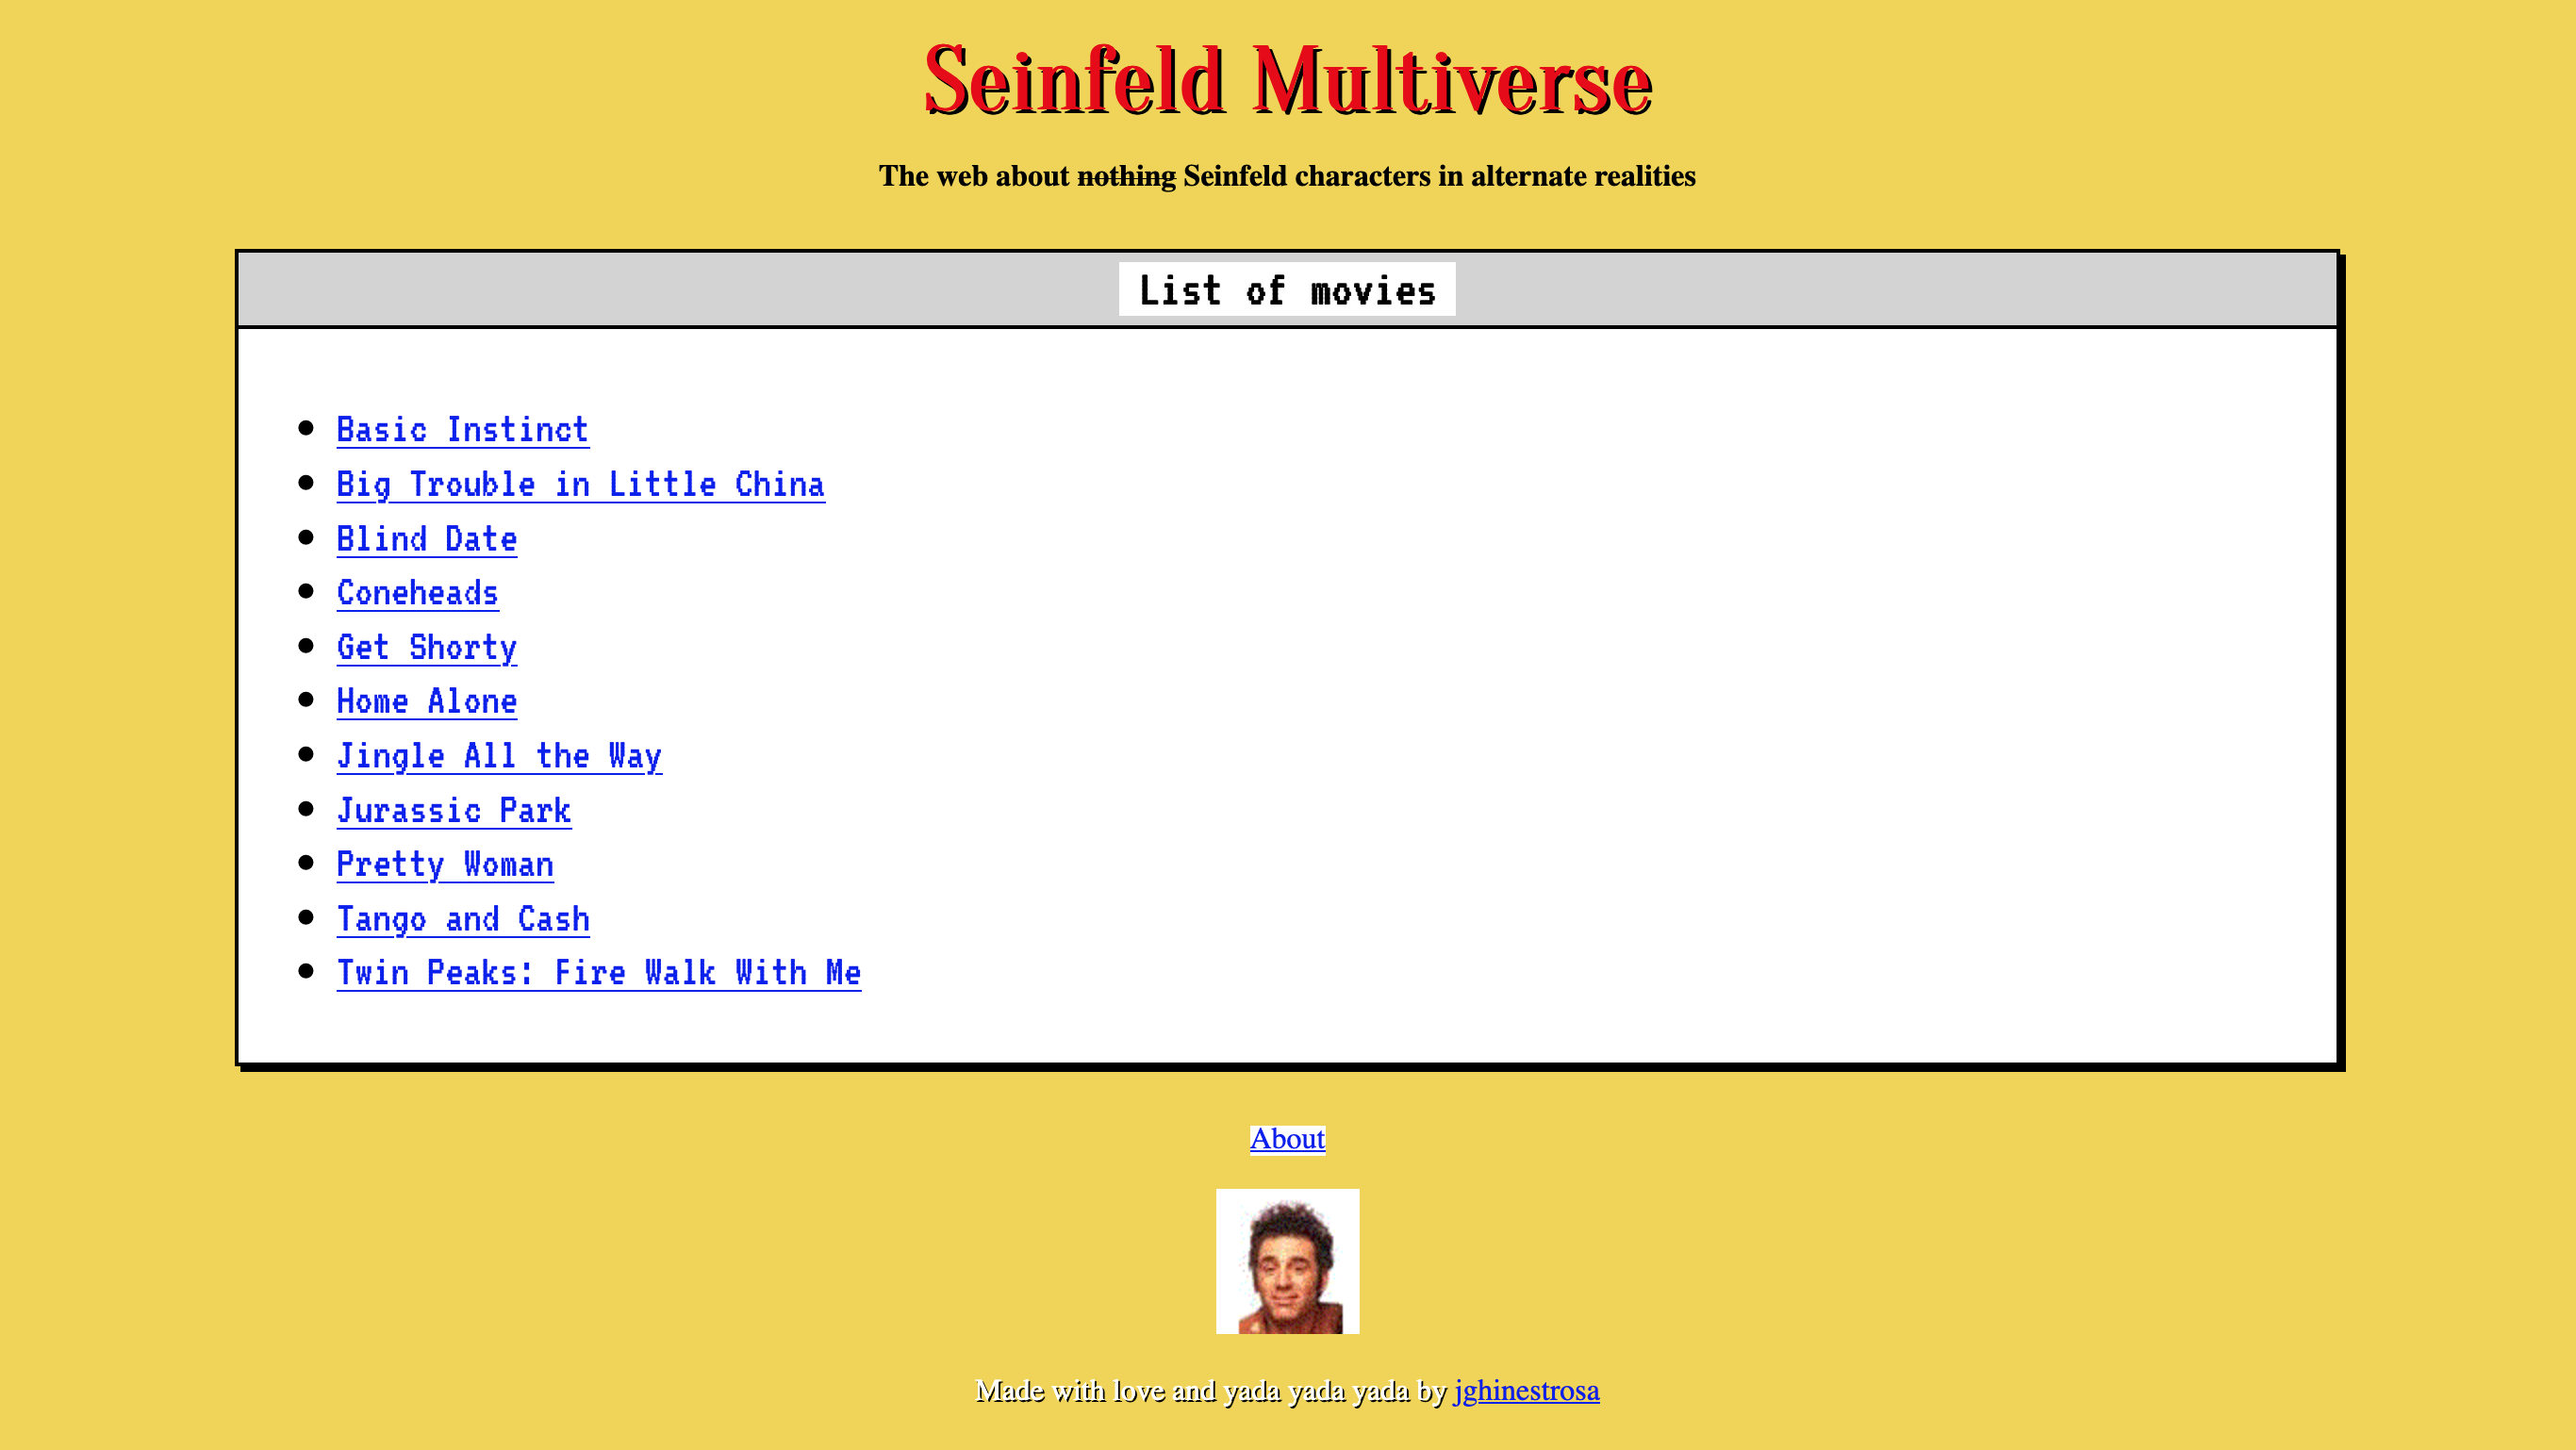 Seinfeld Multiverse
The web about nothing Seinfeld characters in alternate realities
List of movies
Basic Instinct
Big Trouble in Little China
Blind Date
Coneheads
Get Shorty
Home Alone
Jingle All the Way
Jurassic Park
Pretty Woman
Tango and Cash
Twin Peaks: Fire Walk With Me
About
Made with love and yada yada yada by jghinestrosa